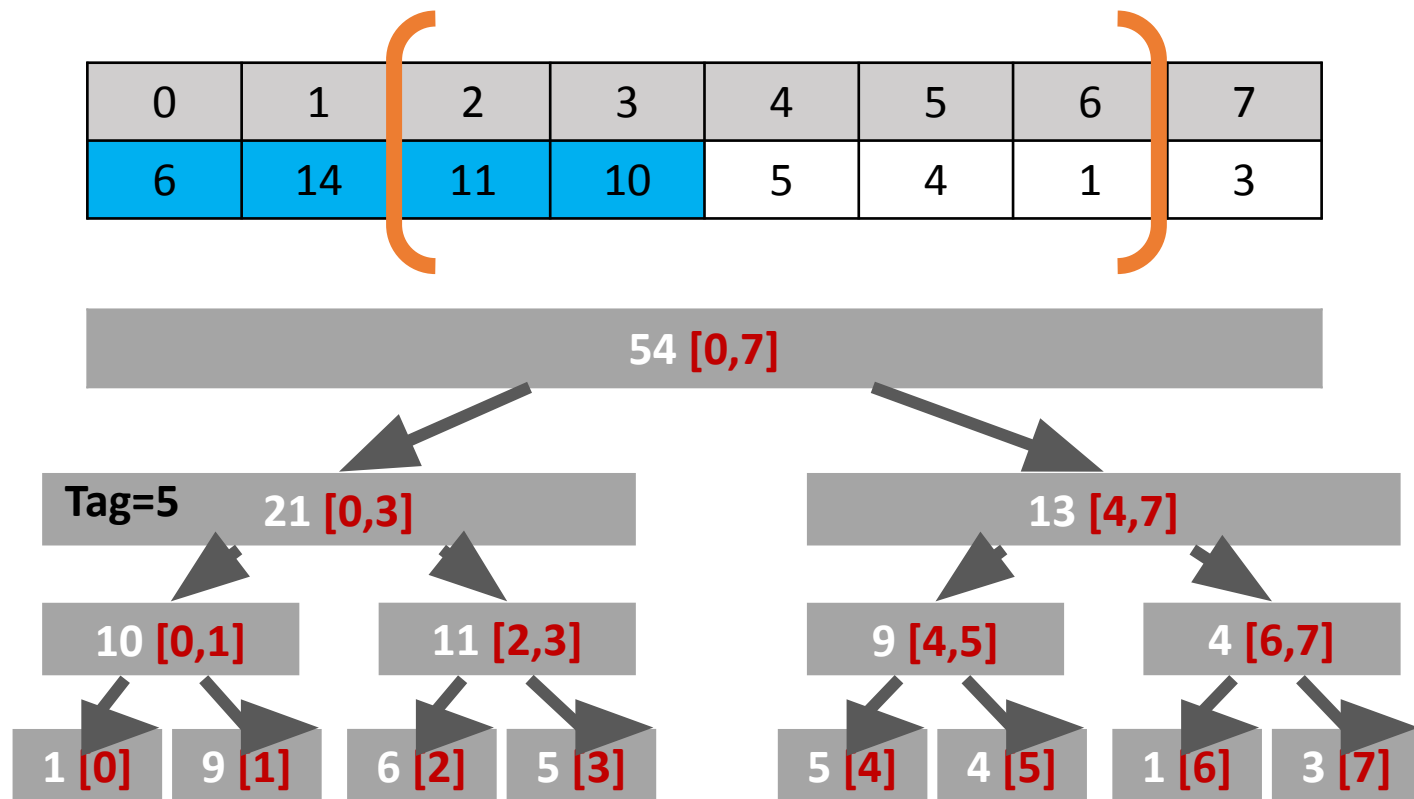 0 1 2 3 4 5 6 7
6 14 11 10 5 4 1 3
54 [0,7]
Tag=5 21 [0,3] 13 [4,7]
10 [0,1] 11 [2,3] 9 [4,5] 4 [6,7]
1 [0] 9 [1] 6 [2] 5 [3] 5 [4] 4 [5] 1 [6] 3 [7]